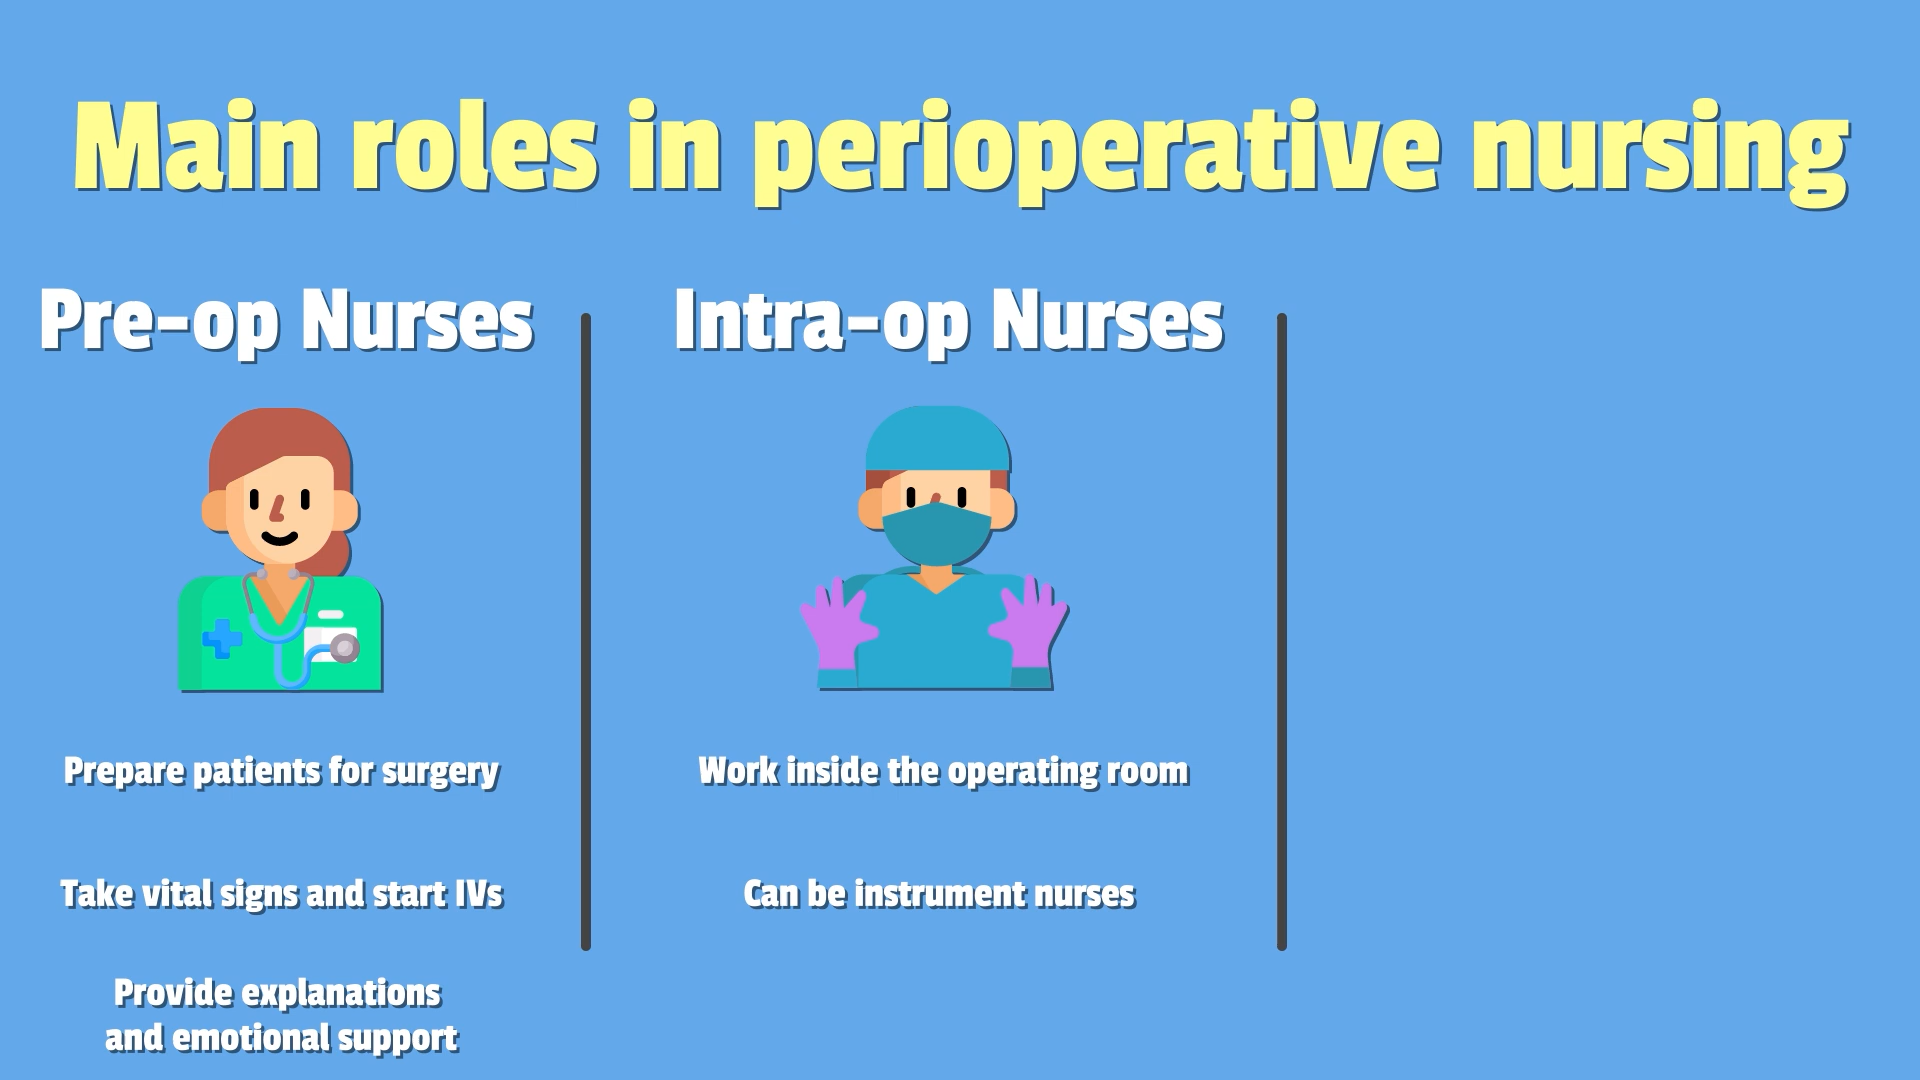 Main roles in perioperative nursing
Pre-op Nurses
Prepare patients for surgery
Take vital signs and start IVs
Provide explanations
and emotional support
Intra-op Nurses
Work inside the operating room
Can be instrument nurses